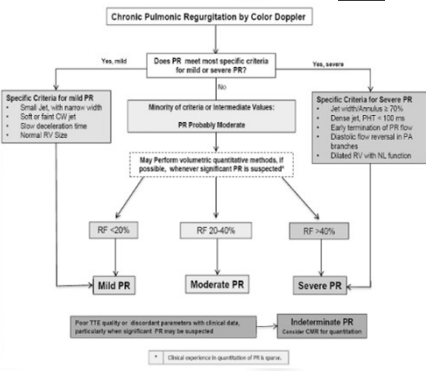 Chronic Pulmonic Regurgitation by Color Doppler
Does PR meet most specific criteria
for mild or severe PR?
Yes, mild
Yes, severe
No
Specific Criteria for mild PR
• Small Jet, with narrow width
• Soft or faint CW jet
• Slow deceleration time
• Normal RV Size
Minority of criteria or Intermediate Values:
PR Probably Moderate
Specific Criteria for Severe PR
• Jet width/Annulus ≥ 70%
• Dense jet, PHT < 100 ms
• Early termination of PR flow
• Diastolic flow reversal in PA
branches
• Dilated RV with NL function
May Perform volumetric quantitative methods, if
possible, whenever significant PR is suspected*
RF <20%
RF 20-40%
RF >40%
Mild PR
Moderate PR
Severe PR
Poor TTE quality or discordant parameters with clinical data,
particularly when significant PR may be suspected
Indeterminate PR
Consider CMR for quantitation
* Clinical experience in quantitation of PR is sparse.